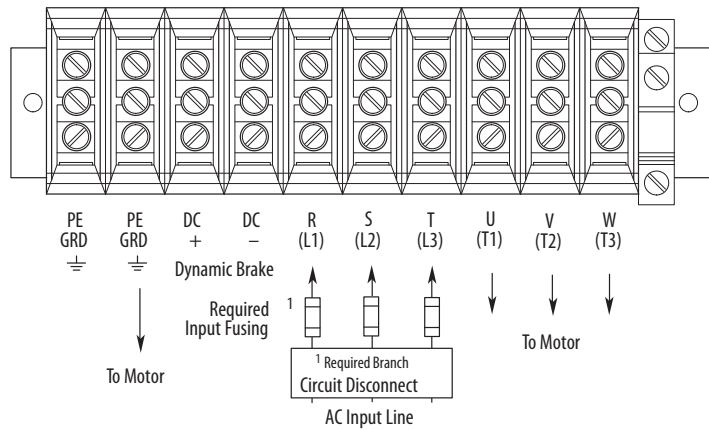 PE PE DC DC R S T U V W
GRD GRD + – (L1) (L2) (L3) (T1) (T2) (T3)
Dynamic Brake
Required
Input Fusing
1
To Motor
To Motor
1 Required Branch
Circuit Disconnect
AC Input Line